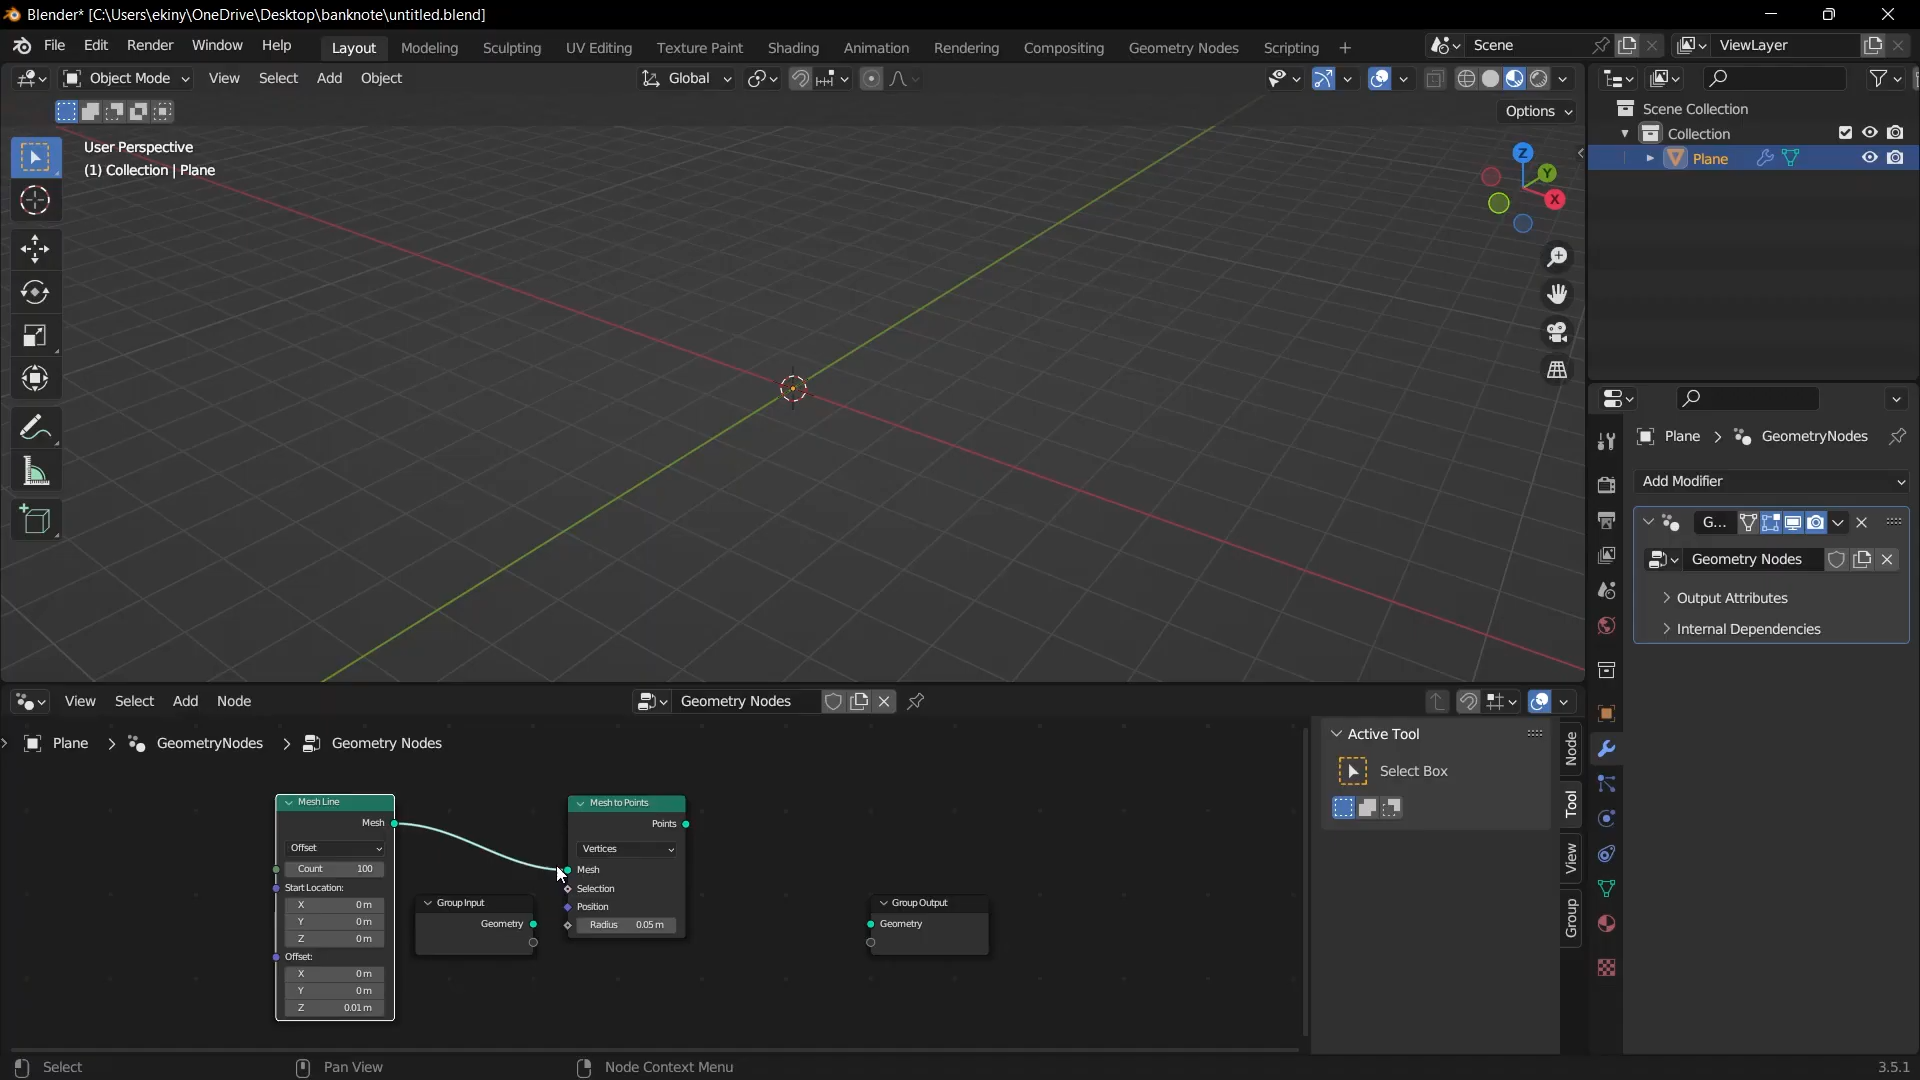 Blender* [C:\Users\ekiny\OneDrive\Desktop\banknote\untitled.blend]
File Edit Render Window Help Layout Modeling Sculpting UV Editing Texture Paint Shading Animation Rendering Compositing Geometry Nodes Scripting + Scene ViewLayer
Object Mode View Select Add Object Global
Options
User Perspective
(1) Collection | Plane
Z
Y
X
Scene Collection
Collection
Plane
Plane > GeometryNodes
Add Modifier
G...
Geometry Nodes
Output Attributes
Internal Dependencies
View Select Add Node Geometry Nodes
Plane > GeometryNodes > Geometry Nodes
Mesh Line
Mesh
Offset
Count 100
Start Location:
X 0 m
Y 0 m
Z 0 m
Offset:
X 0 m
Y 0 m
Z 0.01 m
Group Input
Geometry
Mesh to Points
Points
Vertices
Mesh
Selection
Position
Radius 0.05 m
Group Output
Geometry
Active Tool
Select Box
Node
Tool
View
Group
Select Pan View Node Context Menu 3.5.1